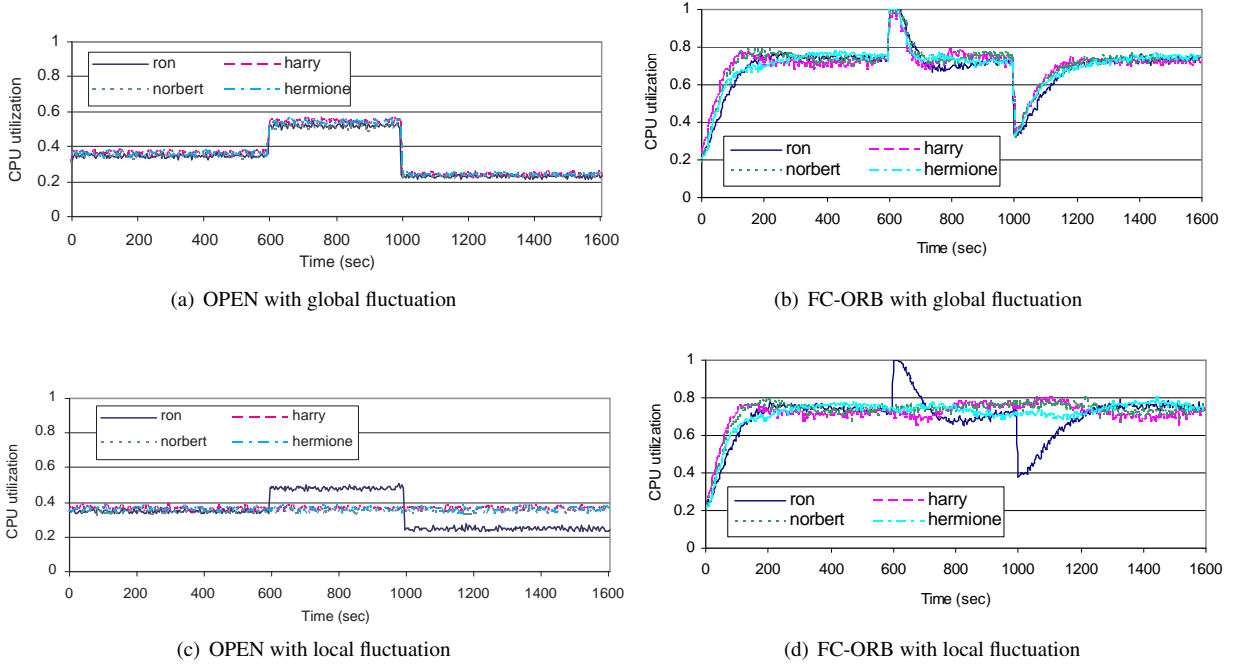 1
0.8
0.6
0.4
0.2
0
CPU utilization
ron
harry
norbert
hermione
0 200 400 600 800 1000 1200 1400 1600
Time (sec)
(a) OPEN with global fluctuation
1
0.8
0.6
0.4
0.2
0
CPU utilization
ron
harry
norbert
hermione
0 200 400 600 800 1000 1200 1400 1600
Time (sec)
(b) FC-ORB with global fluctuation
1
0.8
0.6
0.4
0.2
0
CPU utilization
ron
harry
norbert
hermione
0 200 400 600 800 1000 1200 1400 1600
Time (sec)
(c) OPEN with local fluctuation
1
0.8
0.6
0.4
0.2
0
CPU utilization
ron
harry
norbert
hermione
0 200 400 600 800 1000 1200 1400 1600
Time (sec)
(d) FC-ORB with local fluctuation